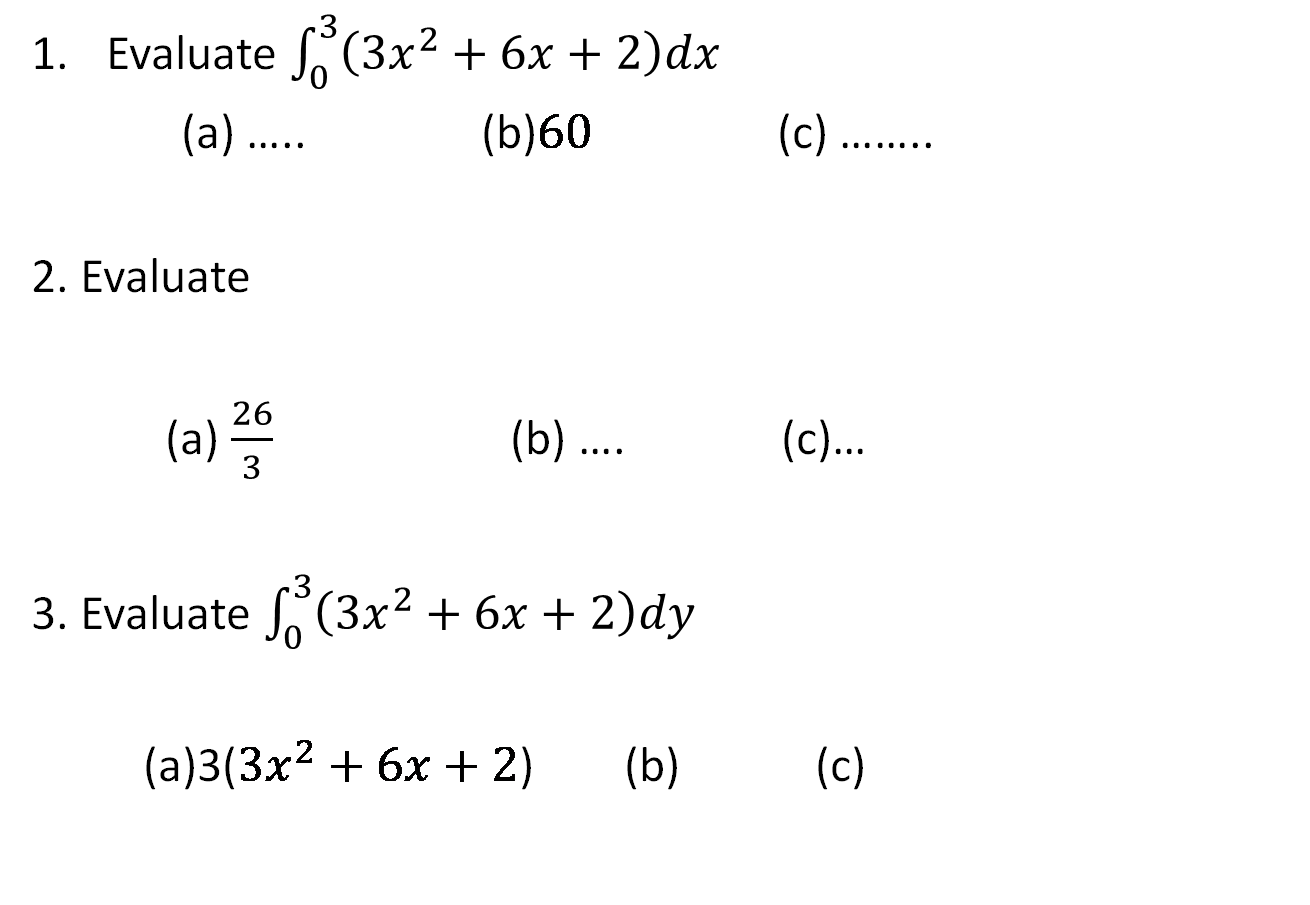 1. Evaluate ∫₀³(3x² + 6x + 2)dx
(a) ..... (b)60 (c) ........
2. Evaluate
(a) 26/3 (b) .... (c)...
3. Evaluate ∫₀³(3x² + 6x + 2)dy
(a)3(3x² + 6x + 2) (b) (c)